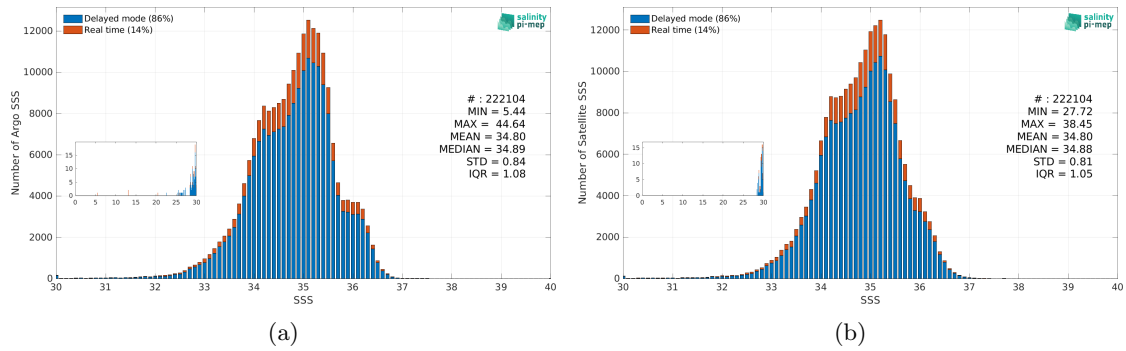 Delayed mode (86%)
Real time (14%)
salinity
pi-mep
12000
10000
8000
6000
4000
2000
0
Number of Argo SSS
# : 222104
MIN = 5.44
MAX = 44.64
MEAN = 34.80
MEDIAN = 34.89
STD = 0.84
IQR = 1.08
15
10
5
0
0 5 10 15 20 25 30
30 31 32 33 34 35 36 37 38 39 40
SSS
(a)
Delayed mode (86%)
Real time (14%)
salinity
pi-mep
12000
10000
8000
6000
4000
2000
0
Number of Satellite SSS
# : 222104
MIN = 27.72
MAX = 38.45
MEAN = 34.80
MEDIAN = 34.88
STD = 0.81
IQR = 1.05
15
10
5
0
0 5 10 15 20 25 30
30 31 32 33 34 35 36 37 38 39 40
SSS
(b)